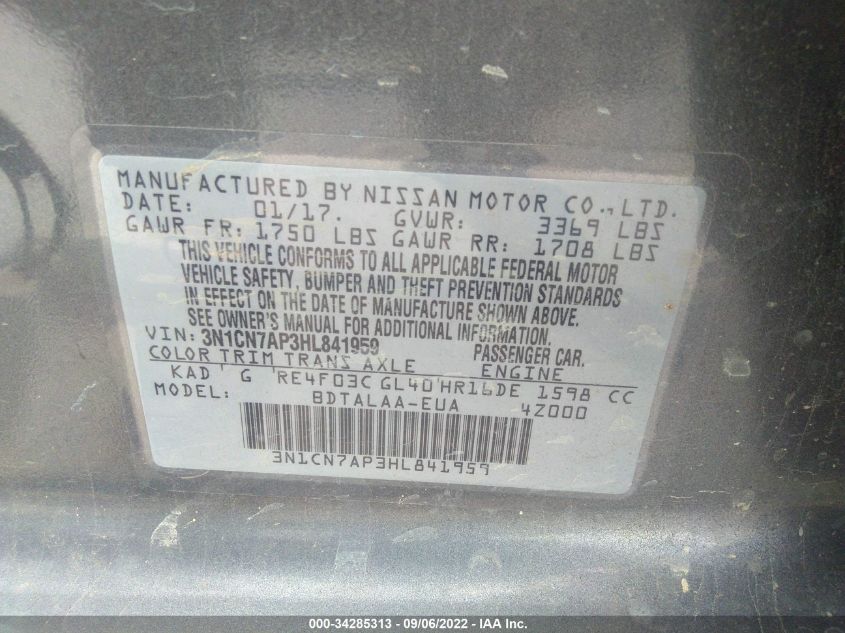 MANUFACTURED BY NISSAN MOTOR CO., LTD.
DATE: 01/17. GVWR: 3369 LBS
GAWR FR: 1750 LBS GAWR RR: 1708 LBS
THIS VEHICLE CONFORMS TO ALL APPLICABLE FEDERAL MOTOR
VEHICLE SAFETY, BUMPER AND THEFT PREVENTION STANDARDS
IN EFFECT ON THE DATE OF MANUFACTURE SHOWN ABOVE.
SEE OWNER'S MANUAL FOR ADDITIONAL INFORMATION.
VIN: 3N1CN7AP3HL841959 PASSENGER CAR.
COLOR TRIM TRANS AXLE ENGINE
KAD G RE4F03C GL40 HR16DE 1598 CC
MODEL: BDTALAA-EUA 4Z000
3N1CN7AP3HL841959
000-34285313 - 09/06/2022 - © IAA Inc.